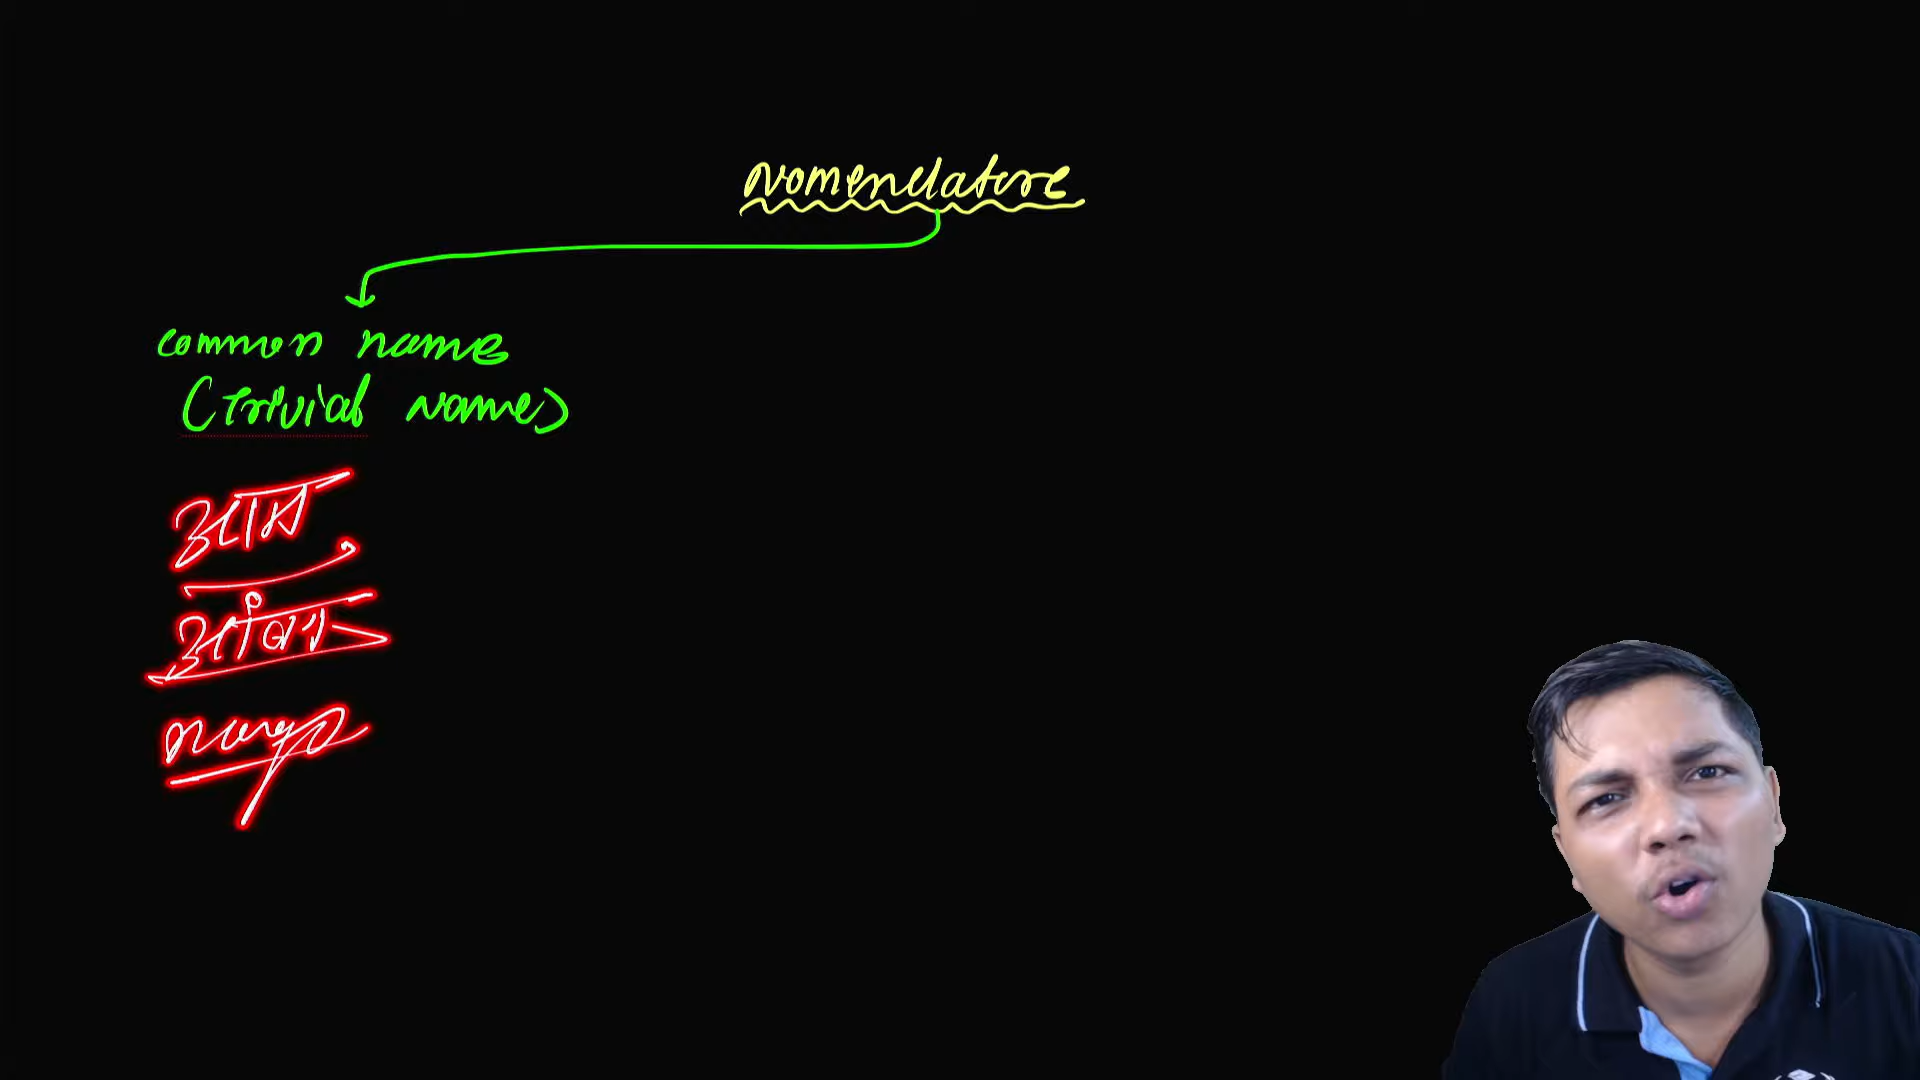 Nomenclature
common name
(Trivial Name)
आम